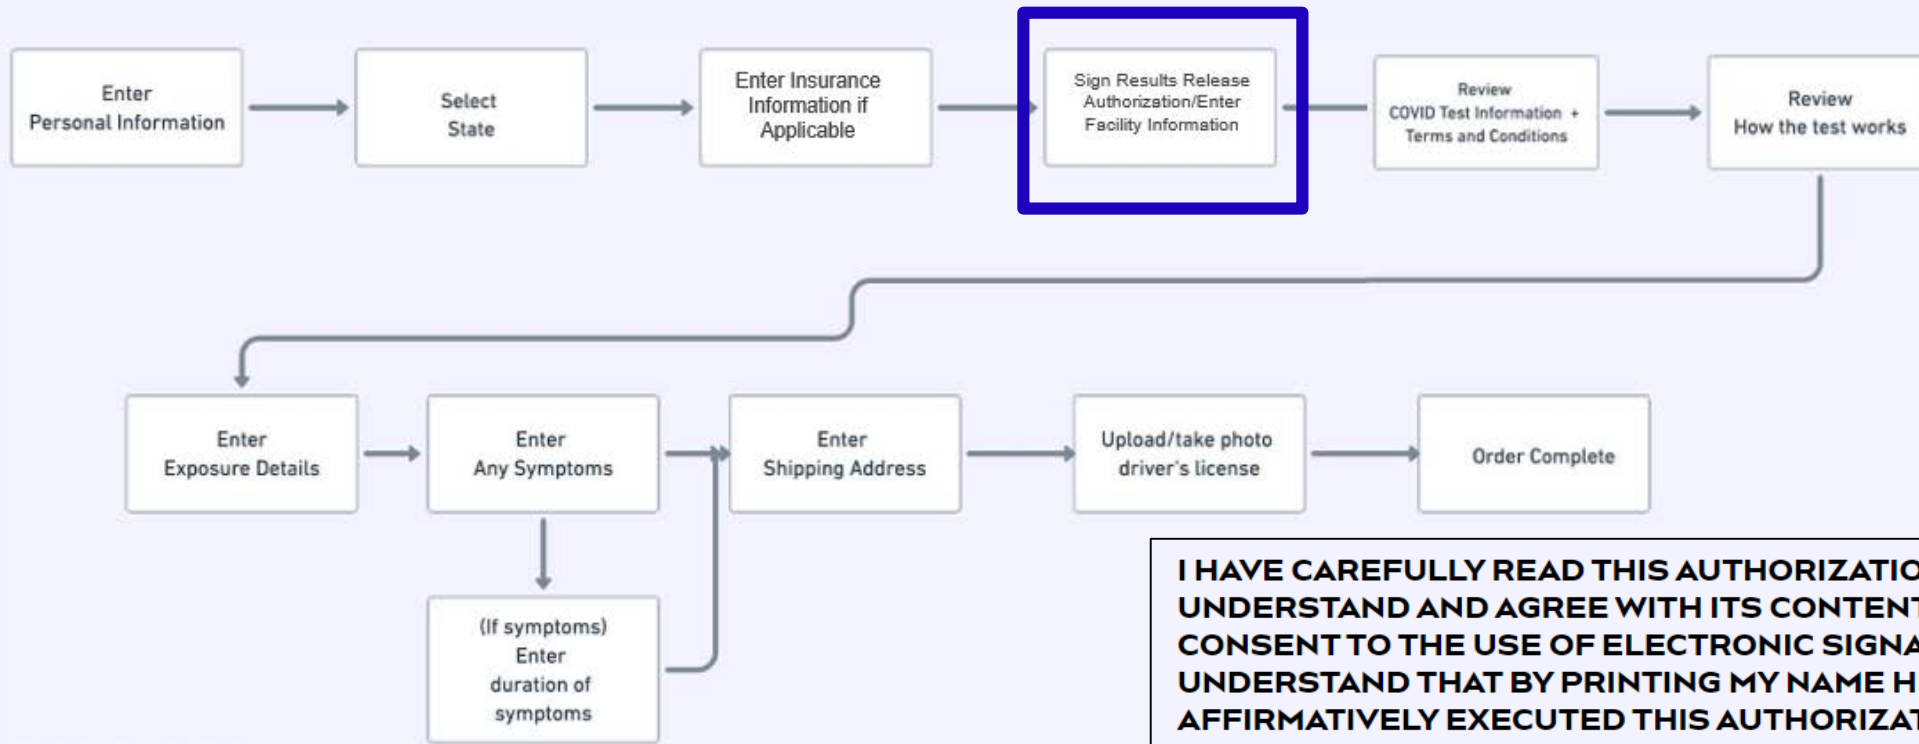 Enter
Personal Information
Select
State
Enter Insurance
Information if
Applicable
Sign Results Release
Authorization/Enter
Facility Information
Review
COVID Test Information +
Terms and Conditions
Review
How the test works
Enter
Exposure Details
Enter
Any Symptoms
Enter
Shipping Address
Upload/take photo
driver's license
Order Complete
(If symptoms)
Enter
duration of
symptoms
I HAVE CAREFULLY READ THIS
UNDERSTAND AND AGREE WITH ITS
CONSENT TO THE USE OF ELECTRONIC
UNDERSTAND THAT BY PRINTING MY NAME
AFFIRMATIVELY EXECUTED THIS